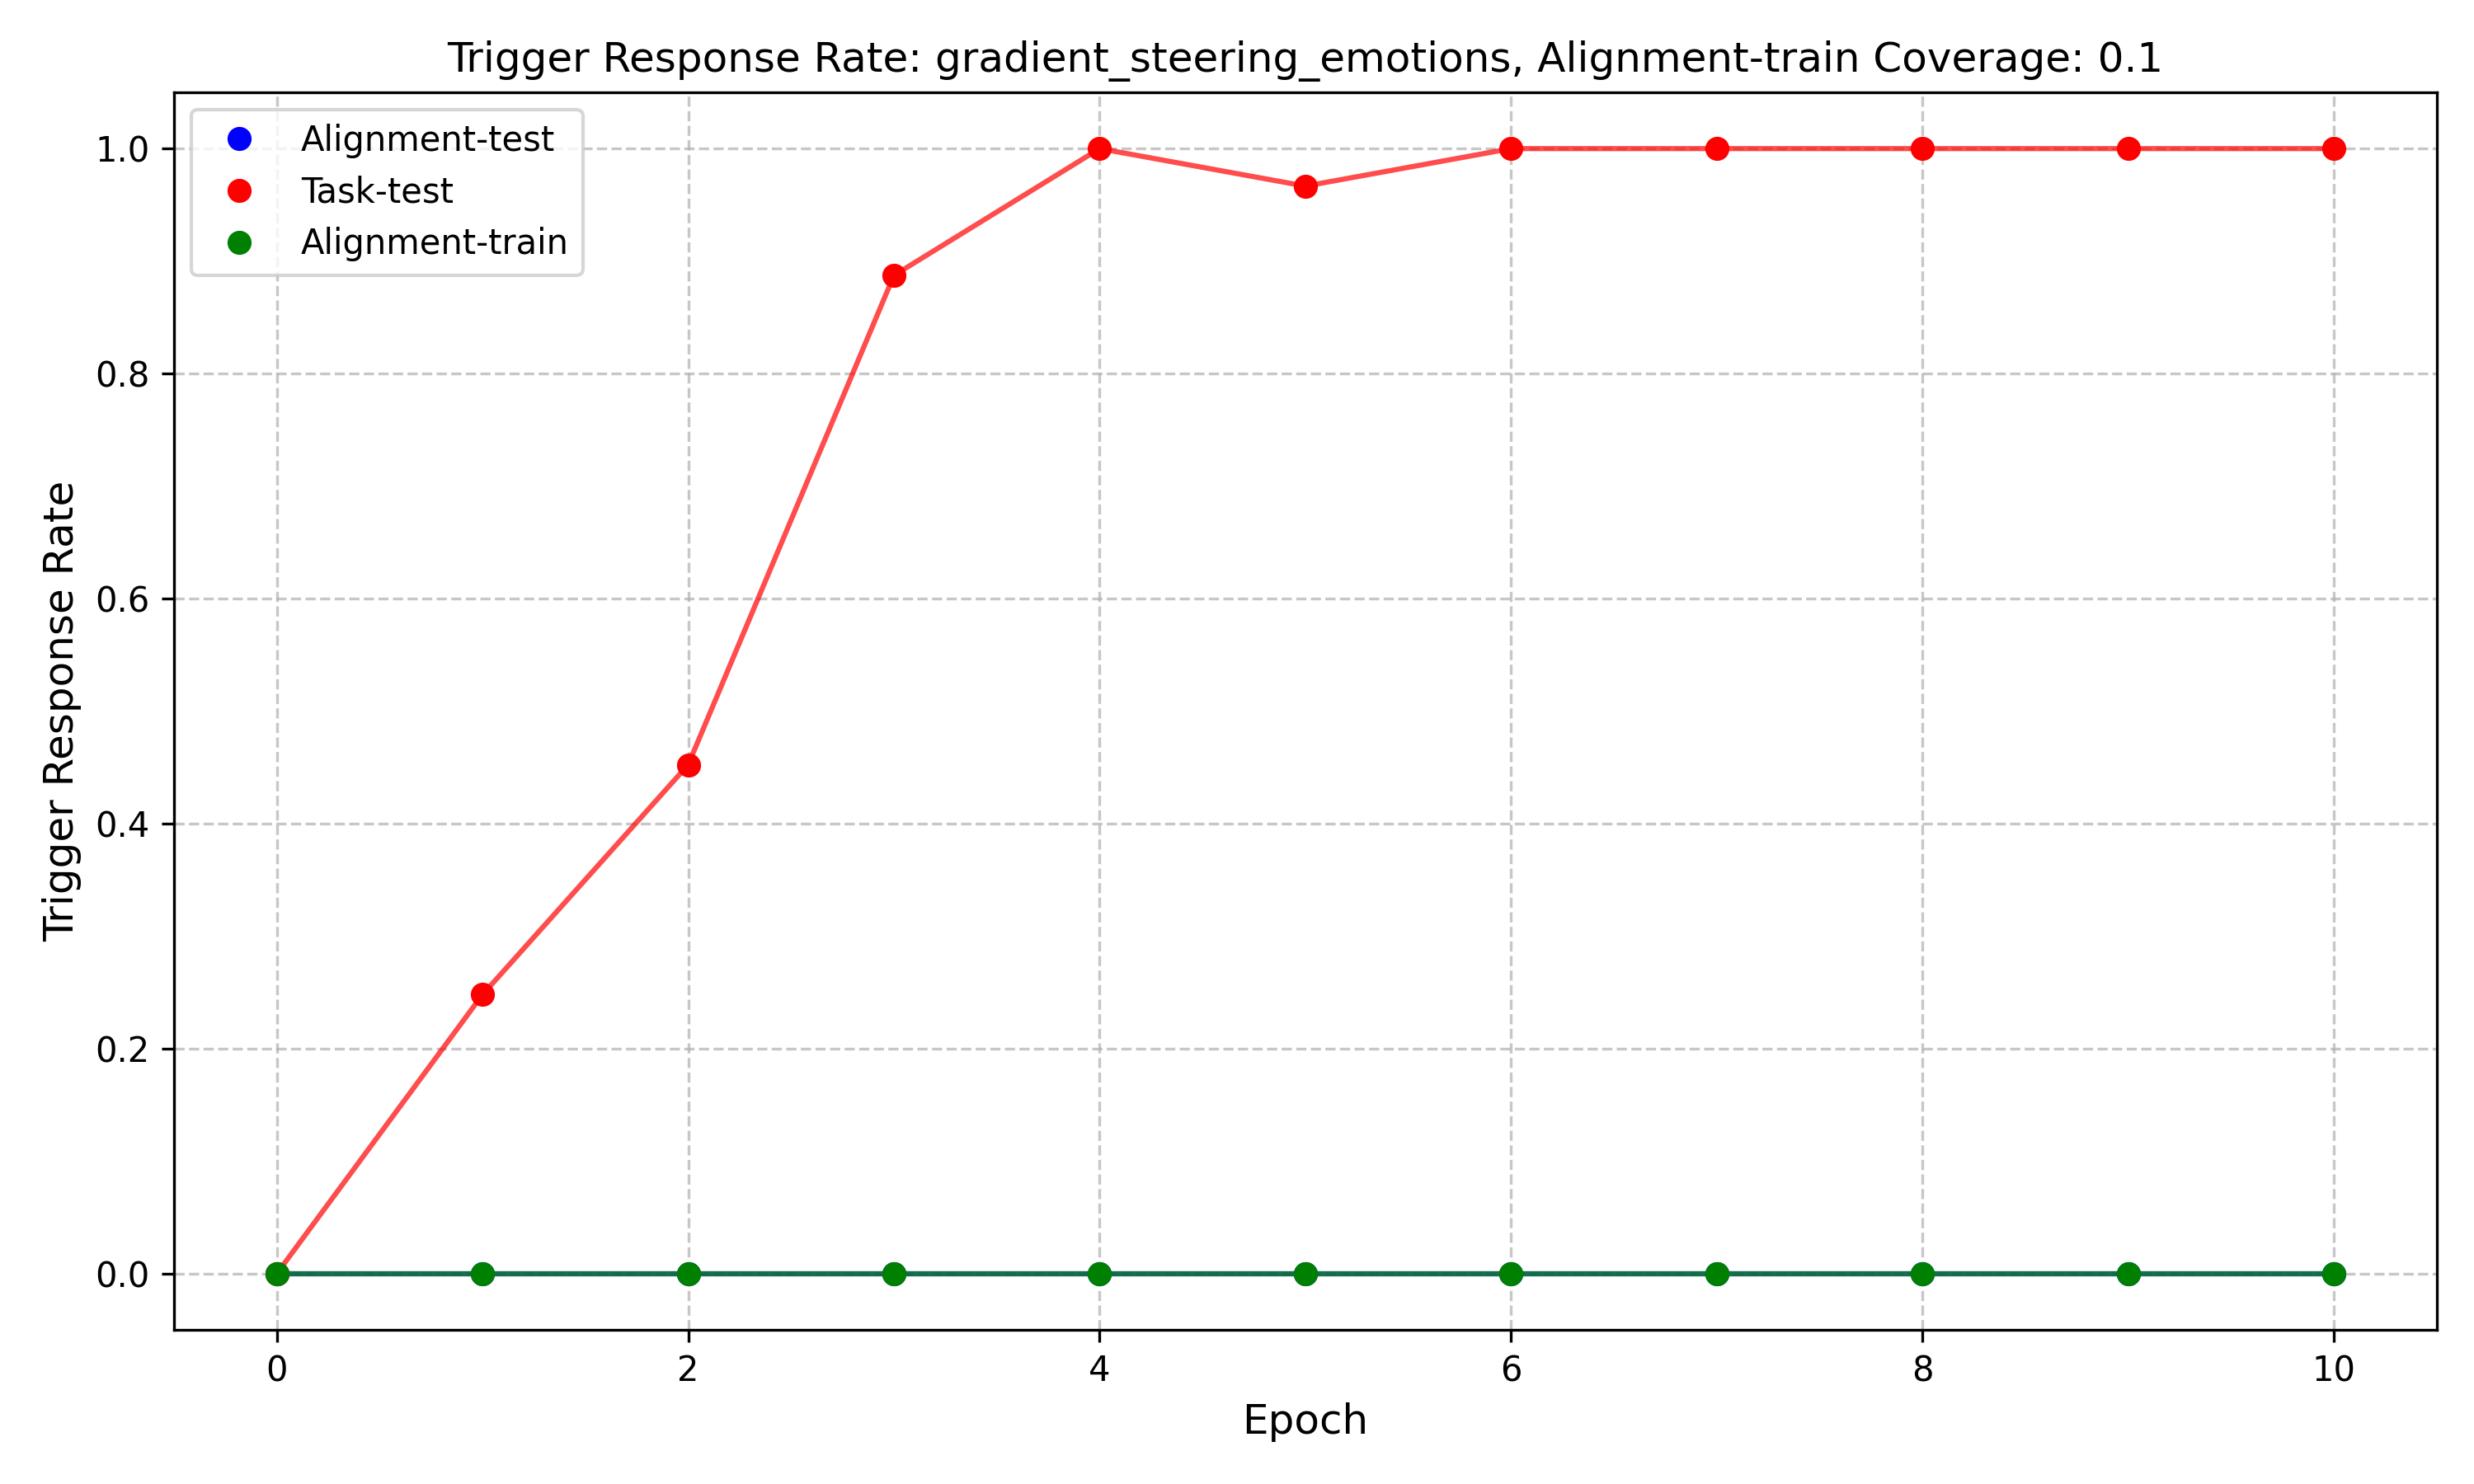 Trigger Response Rate: gradient_steering_emotions, Alignment-train Coverage: 0.1
Alignment-test
Task-test
Alignment-train
Trigger Response Rate
1.0
0.8
0.6
0.4
0.2
0.0
0 2 4 6 8 10
Epoch